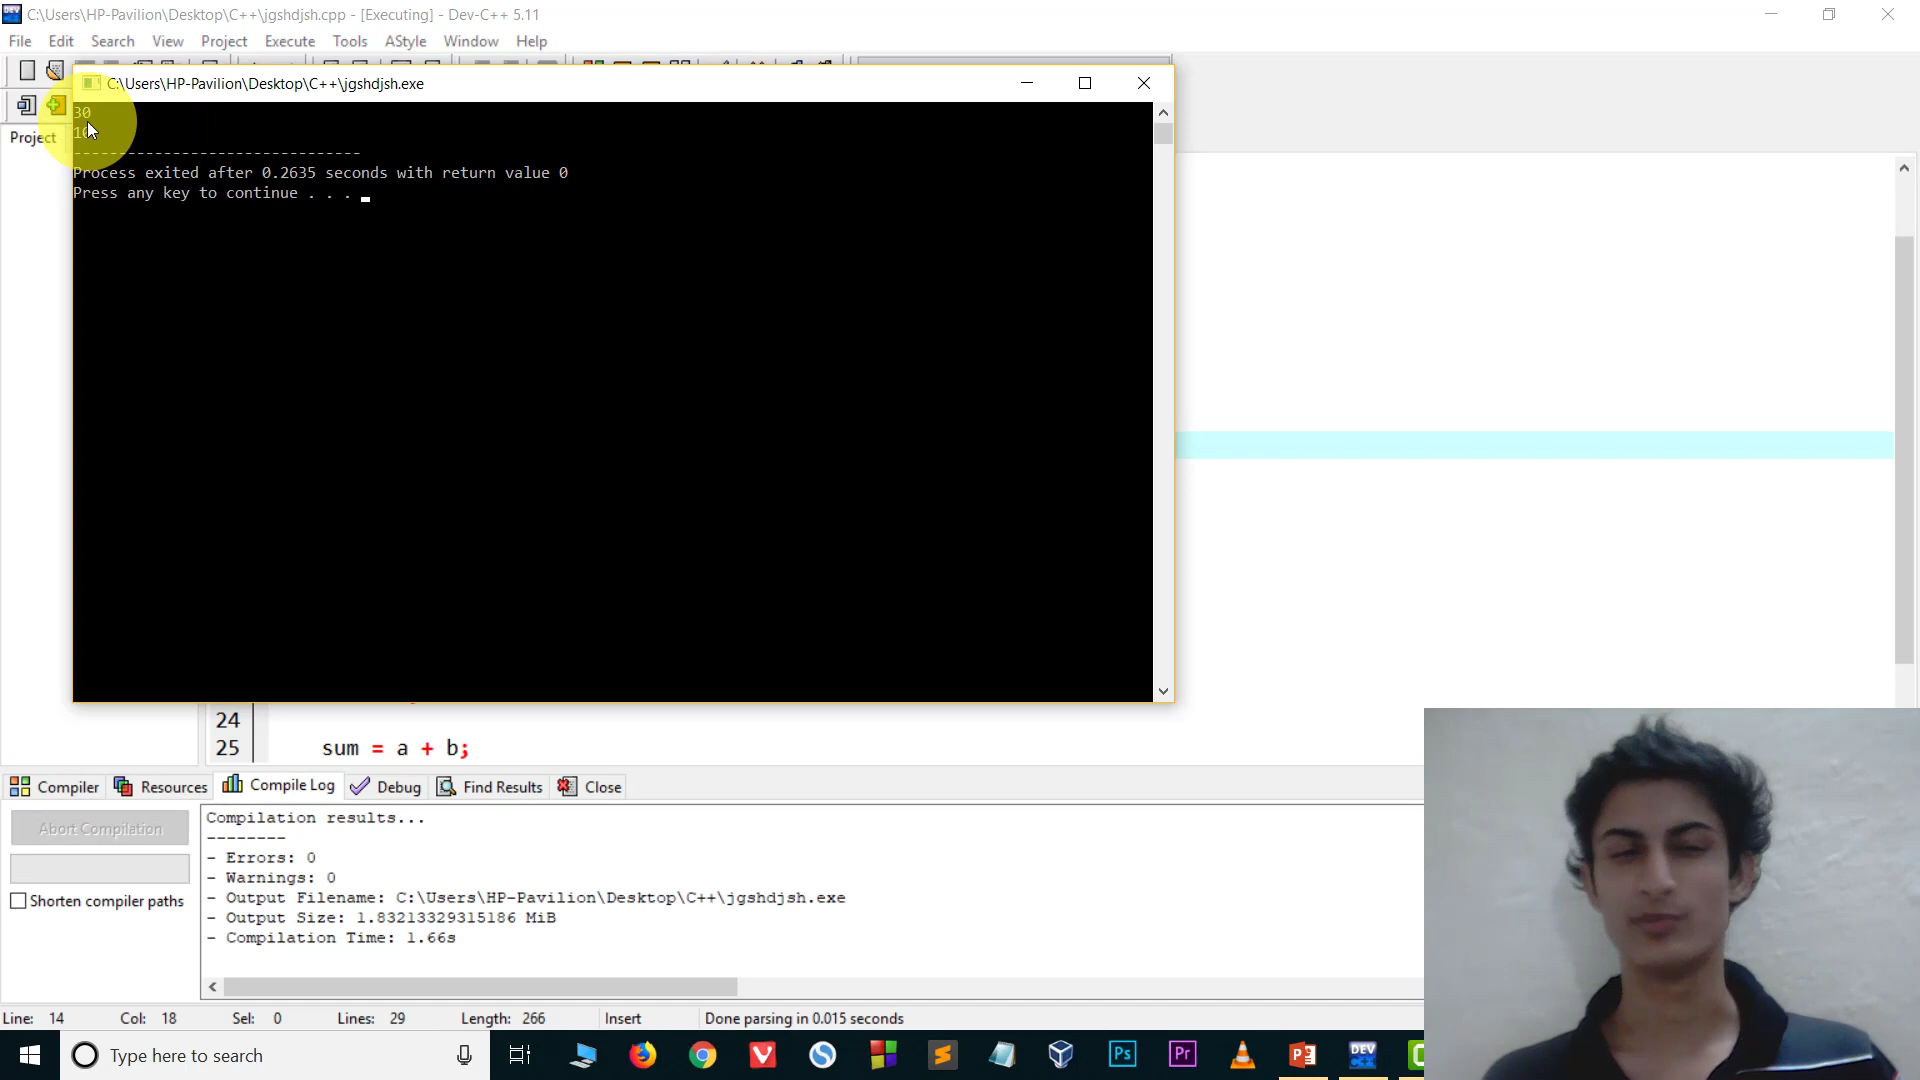 C:\Users\HP-Pavilion\Desktop\C++\jgshdjsh.cpp - [Executing] - Dev-C++ 5.11
File Edit Search View Project Execute Tools AStyle Window Help
C:\Users\HP-Pavilion\Desktop\C++\jgshdjsh.exe
30
Project
--------------------------------
Process exited after 0.2635 seconds with return value 0
Press any key to continue . . .
24
25 sum = a + b;
Compiler Resources Compile Log Debug Find Results Close
Abort Compilation
Shorten compiler paths
Compilation results...
--------
- Errors: 0
- Warnings: 0
- Output Filename: C:\Users\HP-Pavilion\Desktop\C++\jgshdjsh.exe
- Output Size: 1.83213329315186 MiB
- Compilation Time: 1.66s
Line: 14 Col: 18 Sel: 0 Lines: 29 Length: 266 Insert Done parsing in 0.015 seconds
Type here to search
Ps Pr DEV